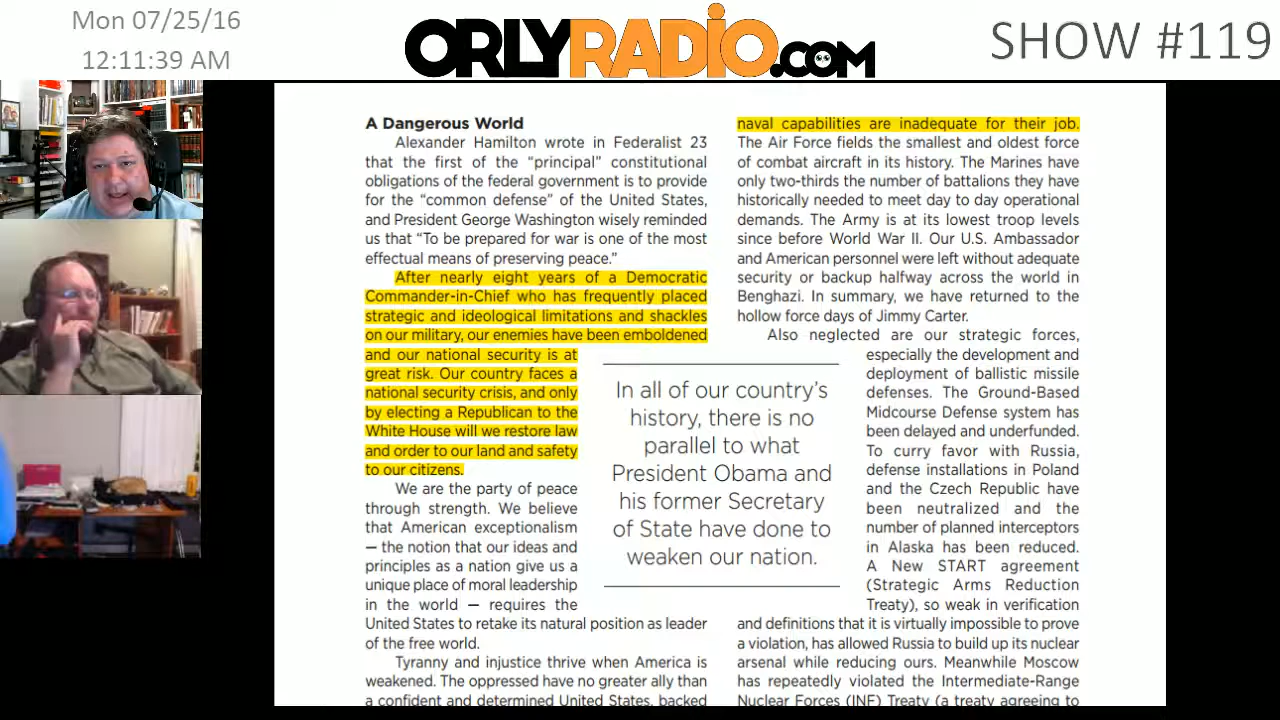 Mon 07/25/16
12:11:39 AM
ORLYRADIO.COM
SHOW #119
A Dangerous World
Alexander Hamilton wrote in Federalist 23
that the first of the “principal” constitutional
obligations of the federal government is to provide
for the “common defense” of the United States,
and President George Washington wisely reminded
us that “To be prepared for war is one of the most
effectual means of preserving peace.”
After nearly eight years of a Democratic
Commander-in-Chief who has frequently placed
strategic and ideological limitations and shackles
on our military, our enemies have been emboldened
and our national security is at
great risk. Our country faces a
national security crisis, and only
by electing a Republican to the
White House will we restore law
and order to our land and safety
to our citizens.
We are the party of peace
through strength. We believe
that American exceptionalism
— the notion that our ideas and
principles as a nation give us a
unique place of moral leadership
in the world — requires the
United States to retake its natural position as leader
of the free world.
Tyranny and injustice thrive when America is
weakened. The oppressed have no greater ally than
a confident and determined United States, backed
In all of our country’s
history, there is no
parallel to what
President Obama and
his former Secretary
of State have done to
weaken our nation.
naval capabilities are inadequate for their job.
The Air Force fields the smallest and oldest force
of combat aircraft in its history. The Marines have
only two-thirds the number of battalions they have
historically needed to meet day to day operational
demands. The Army is at its lowest troop levels
since before World War II. Our U.S. Ambassador
and American personnel were left without adequate
security or backup halfway across the world in
Benghazi. In summary, we have returned to the
hollow force days of Jimmy Carter.
Also neglected are our strategic forces,
especially the development and
deployment of ballistic missile
defenses. The Ground-Based
Midcourse Defense system has
been delayed and underfunded.
To curry favor with Russia,
defense installations in Poland
and the Czech Republic have
been neutralized and the
number of planned interceptors
in Alaska has been reduced.
A New START agreement
(Strategic Arms Reduction
Treaty), so weak in verification
and definitions that it is virtually impossible to prove
a violation, has allowed Russia to build up its nuclear
arsenal while reducing ours. Meanwhile Moscow
has repeatedly violated the Intermediate-Range
Nuclear Forces (INF) Treaty (a treaty agreeing to